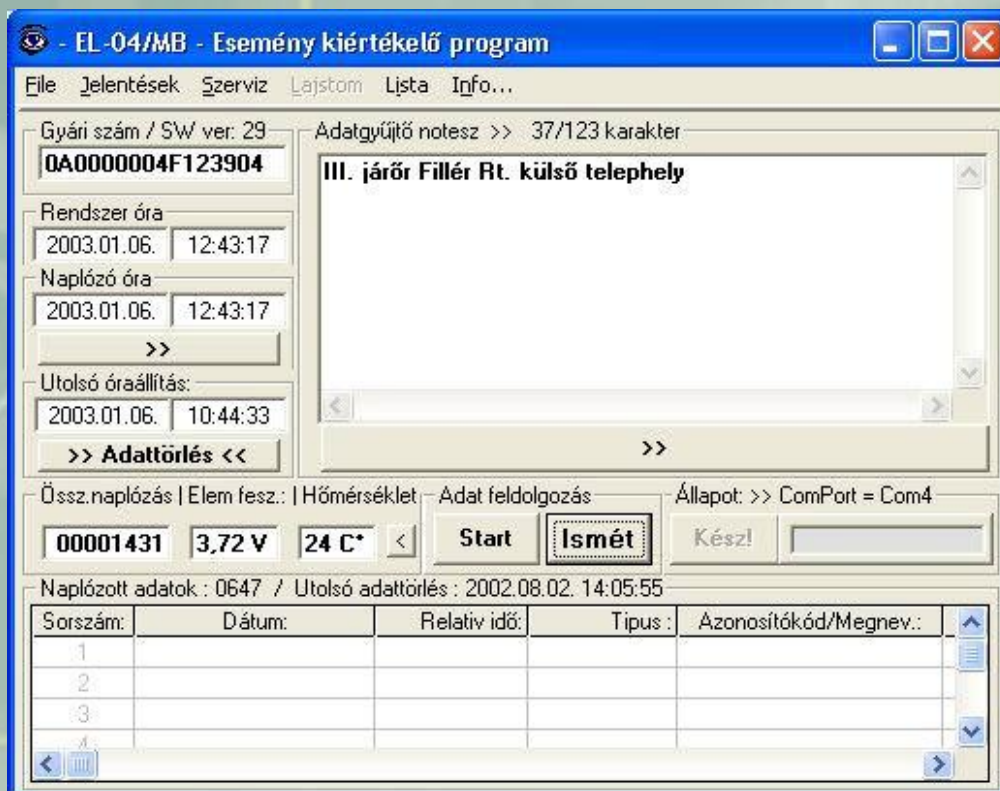 - EL-04/MB - Esemény kiértékelő program
File Jelentések Szerviz Lajstom Lista Info...
Gyári szám / SW ver: 29
0A0000004F123904
Rendszer óra
2003.01.06. 12:43:17
Naplózó óra
2003.01.06. 12:43:17
>>
Utolsó óraállítás:
2003.01.06. 10:44:33
>> Adattörlés <<
Adatgyűjtő notesz >> 37/123 karakter
III. járőr Fillér Rt. külső telephely
>>
Össz.naplózás | Elem fesz.: | Hőmérséklet
00001431 3,72 V 24 C° <
Adat feldolgozás
Start Ismét
Állapot: >> ComPort = Com4
Kész!
Naplózott adatok : 0647 / Utolsó adattörlés : 2002.08.02. 14:05:55
Sorszám: Dátum: Relativ idő: Tipus : Azonosítókód/Megnev.:
1
2
3
4